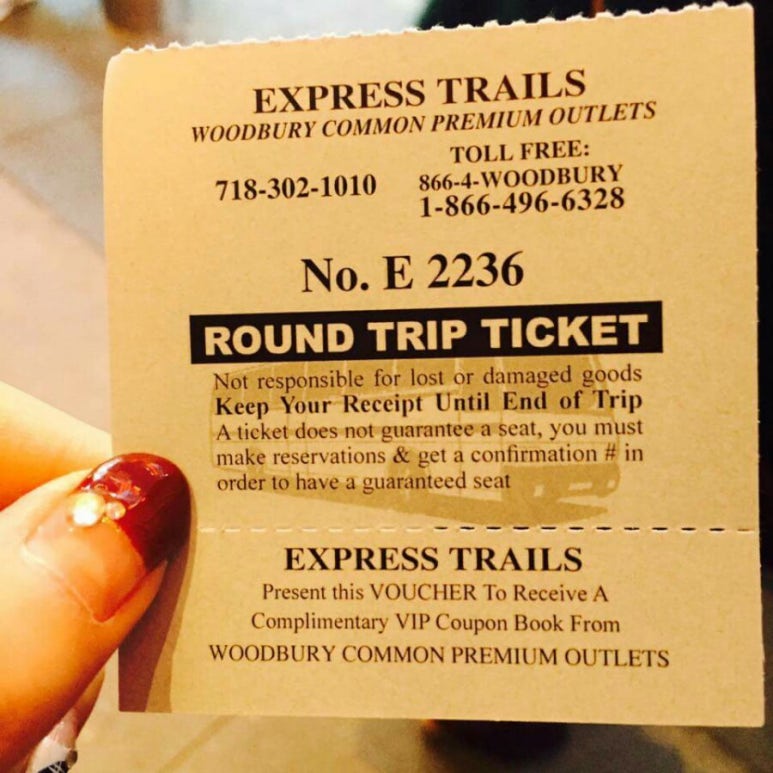 EXPRESS TRAILS
WOODBURY COMMON PREMIUM OUTLETS
718-302-1010
TOLL FREE:
866-4-WOODBURY
1-866-496-6328
No. E 2236
ROUND TRIP TICKET
Not responsible for lost or damaged goods
Keep Your Receipt Until End of Trip
A ticket does not guarantee a seat, you must
make reservations & get a confirmation # in
order to have a guaranteed seat
EXPRESS TRAILS
Present this VOUCHER To Receive A
Complimentary VIP Coupon Book From
WOODBURY COMMON PREMIUM OUTLETS